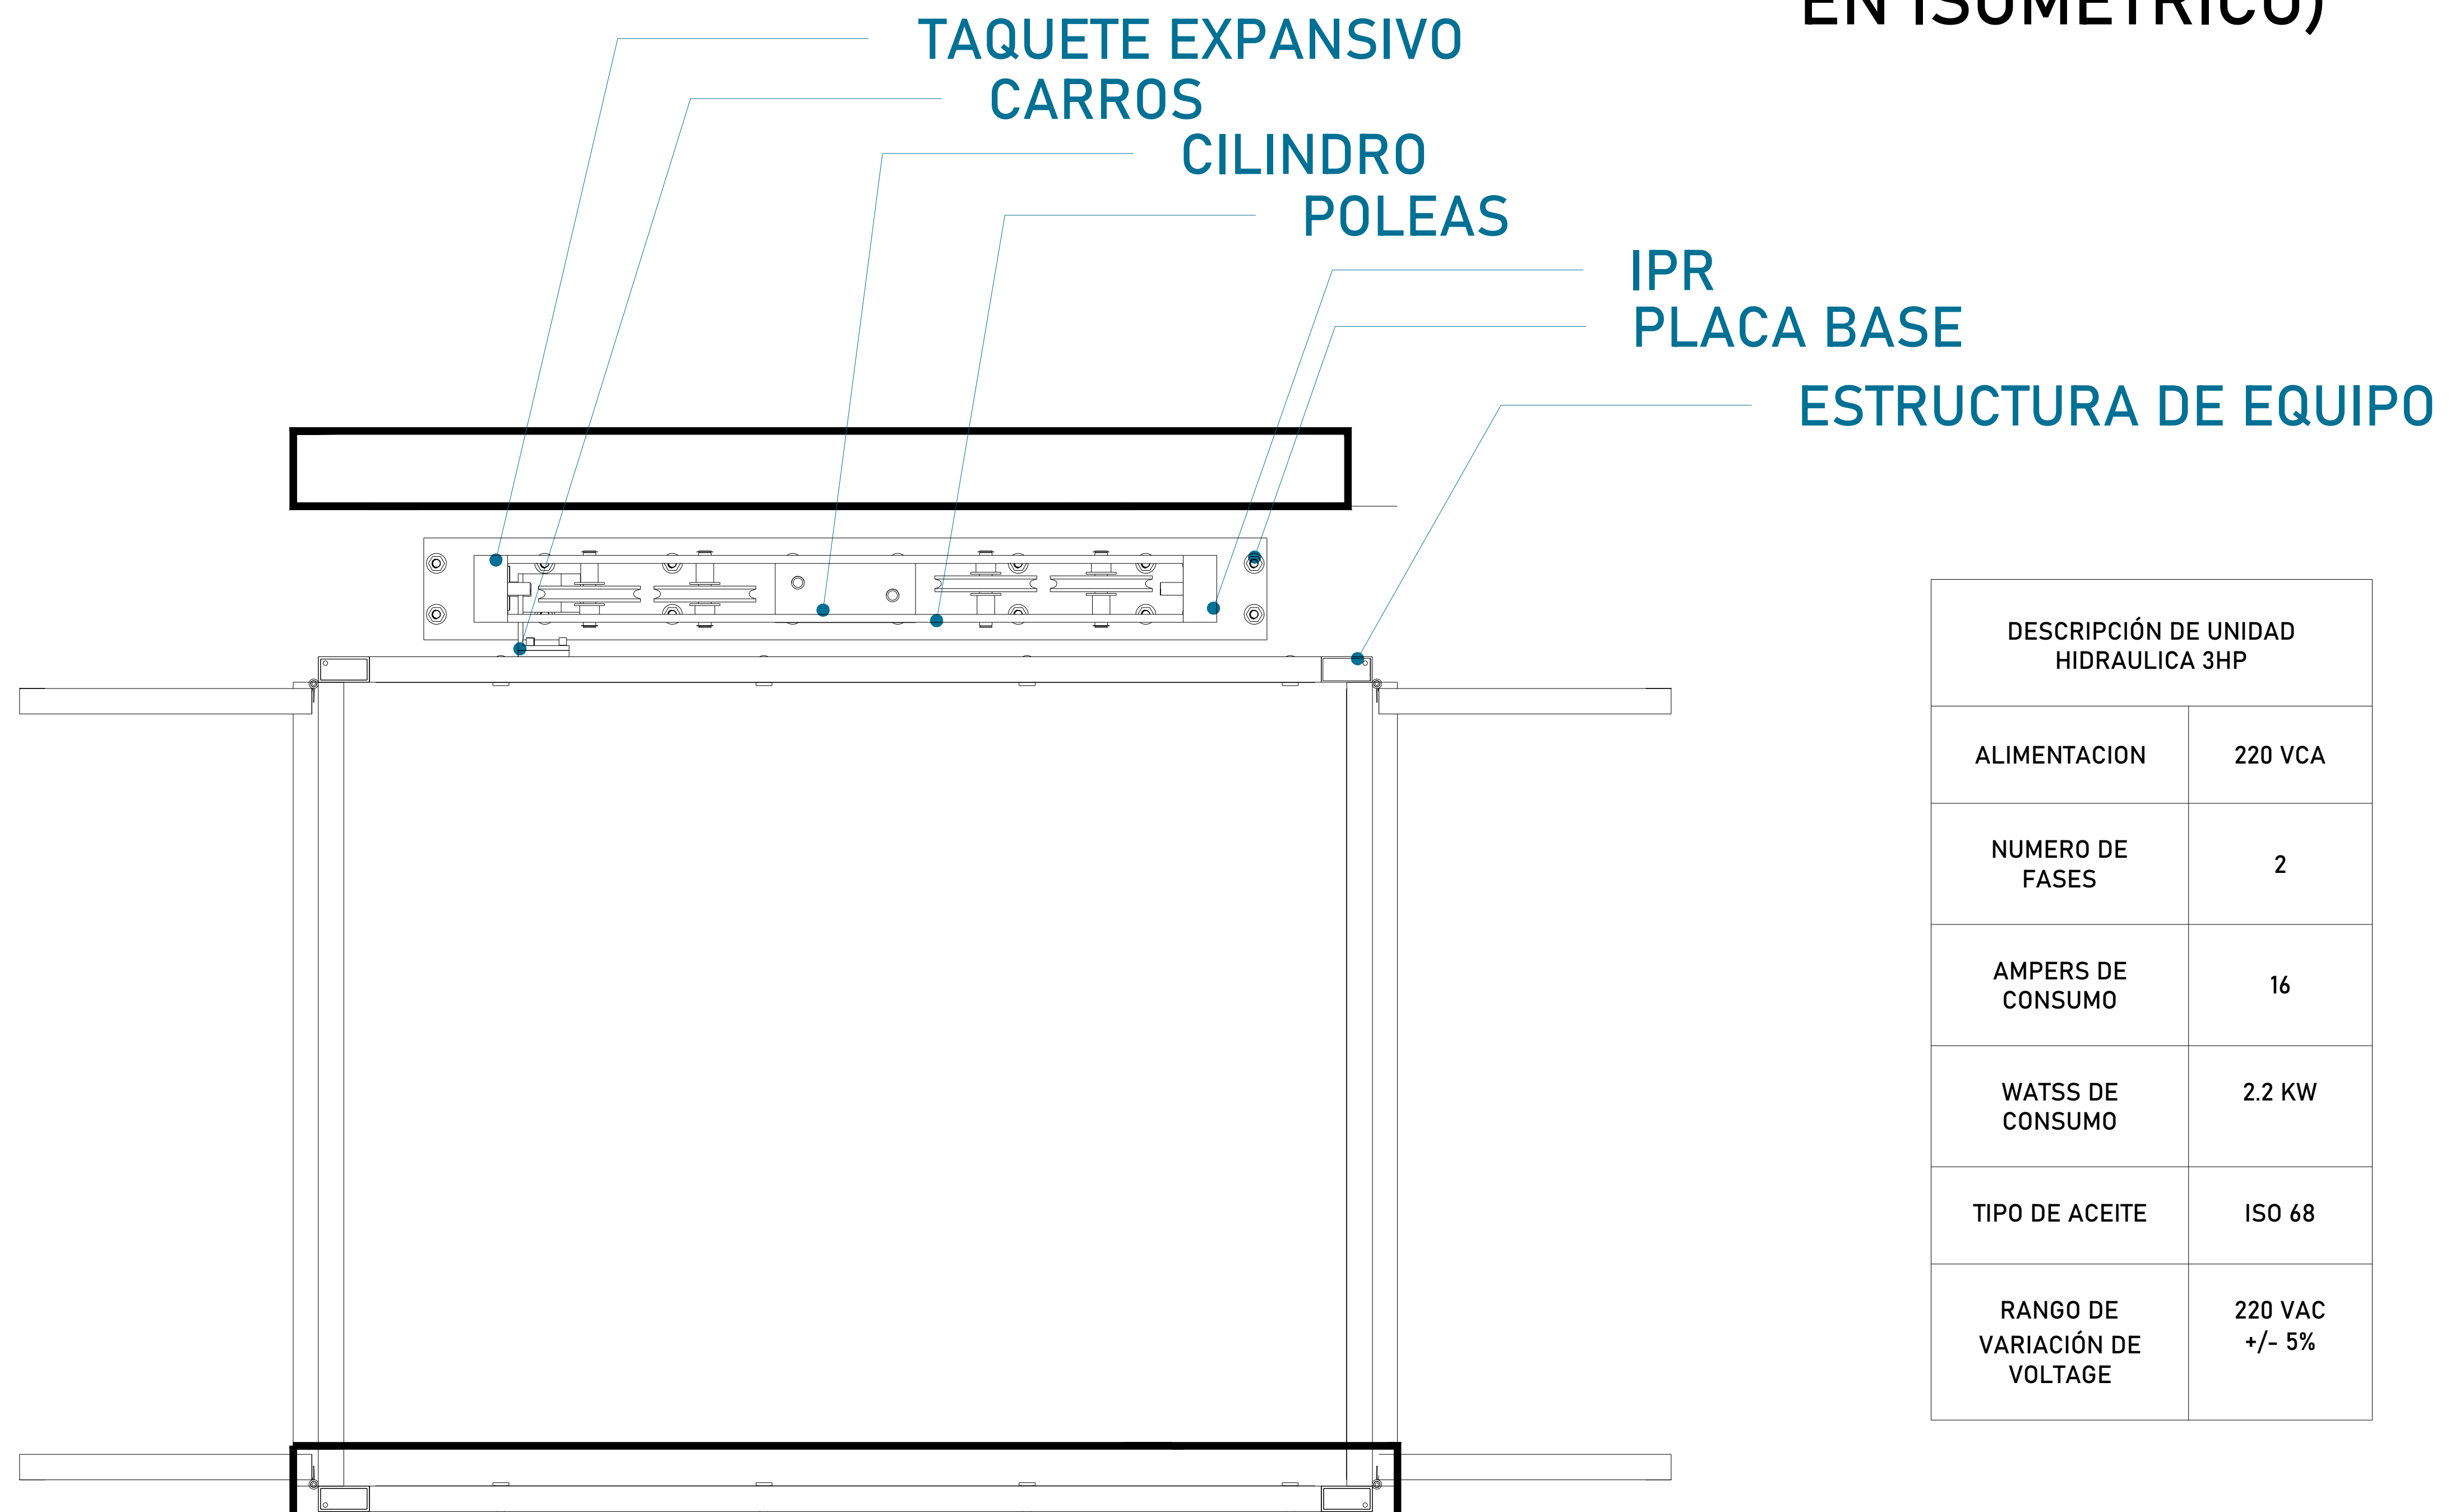 EN ISOMETRICO)
TAQUETE EXPANSIVO
CARROS
CILINDRO
POLEAS
IPR
PLACA BASE
ESTRUCTURA DE EQUIPO
DESCRIPCIÓN DE UNIDAD
HIDRAULICA 3HP
ALIMENTACION 220 VCA
NUMERO DE
FASES
2
AMPERS DE
CONSUMO
16
WATSS DE
CONSUMO
2.2 KW
TIPO DE ACEITE ISO 68
RANGO DE
VARIACIÓN DE
VOLTAGE
220 VAC
+/- 5%